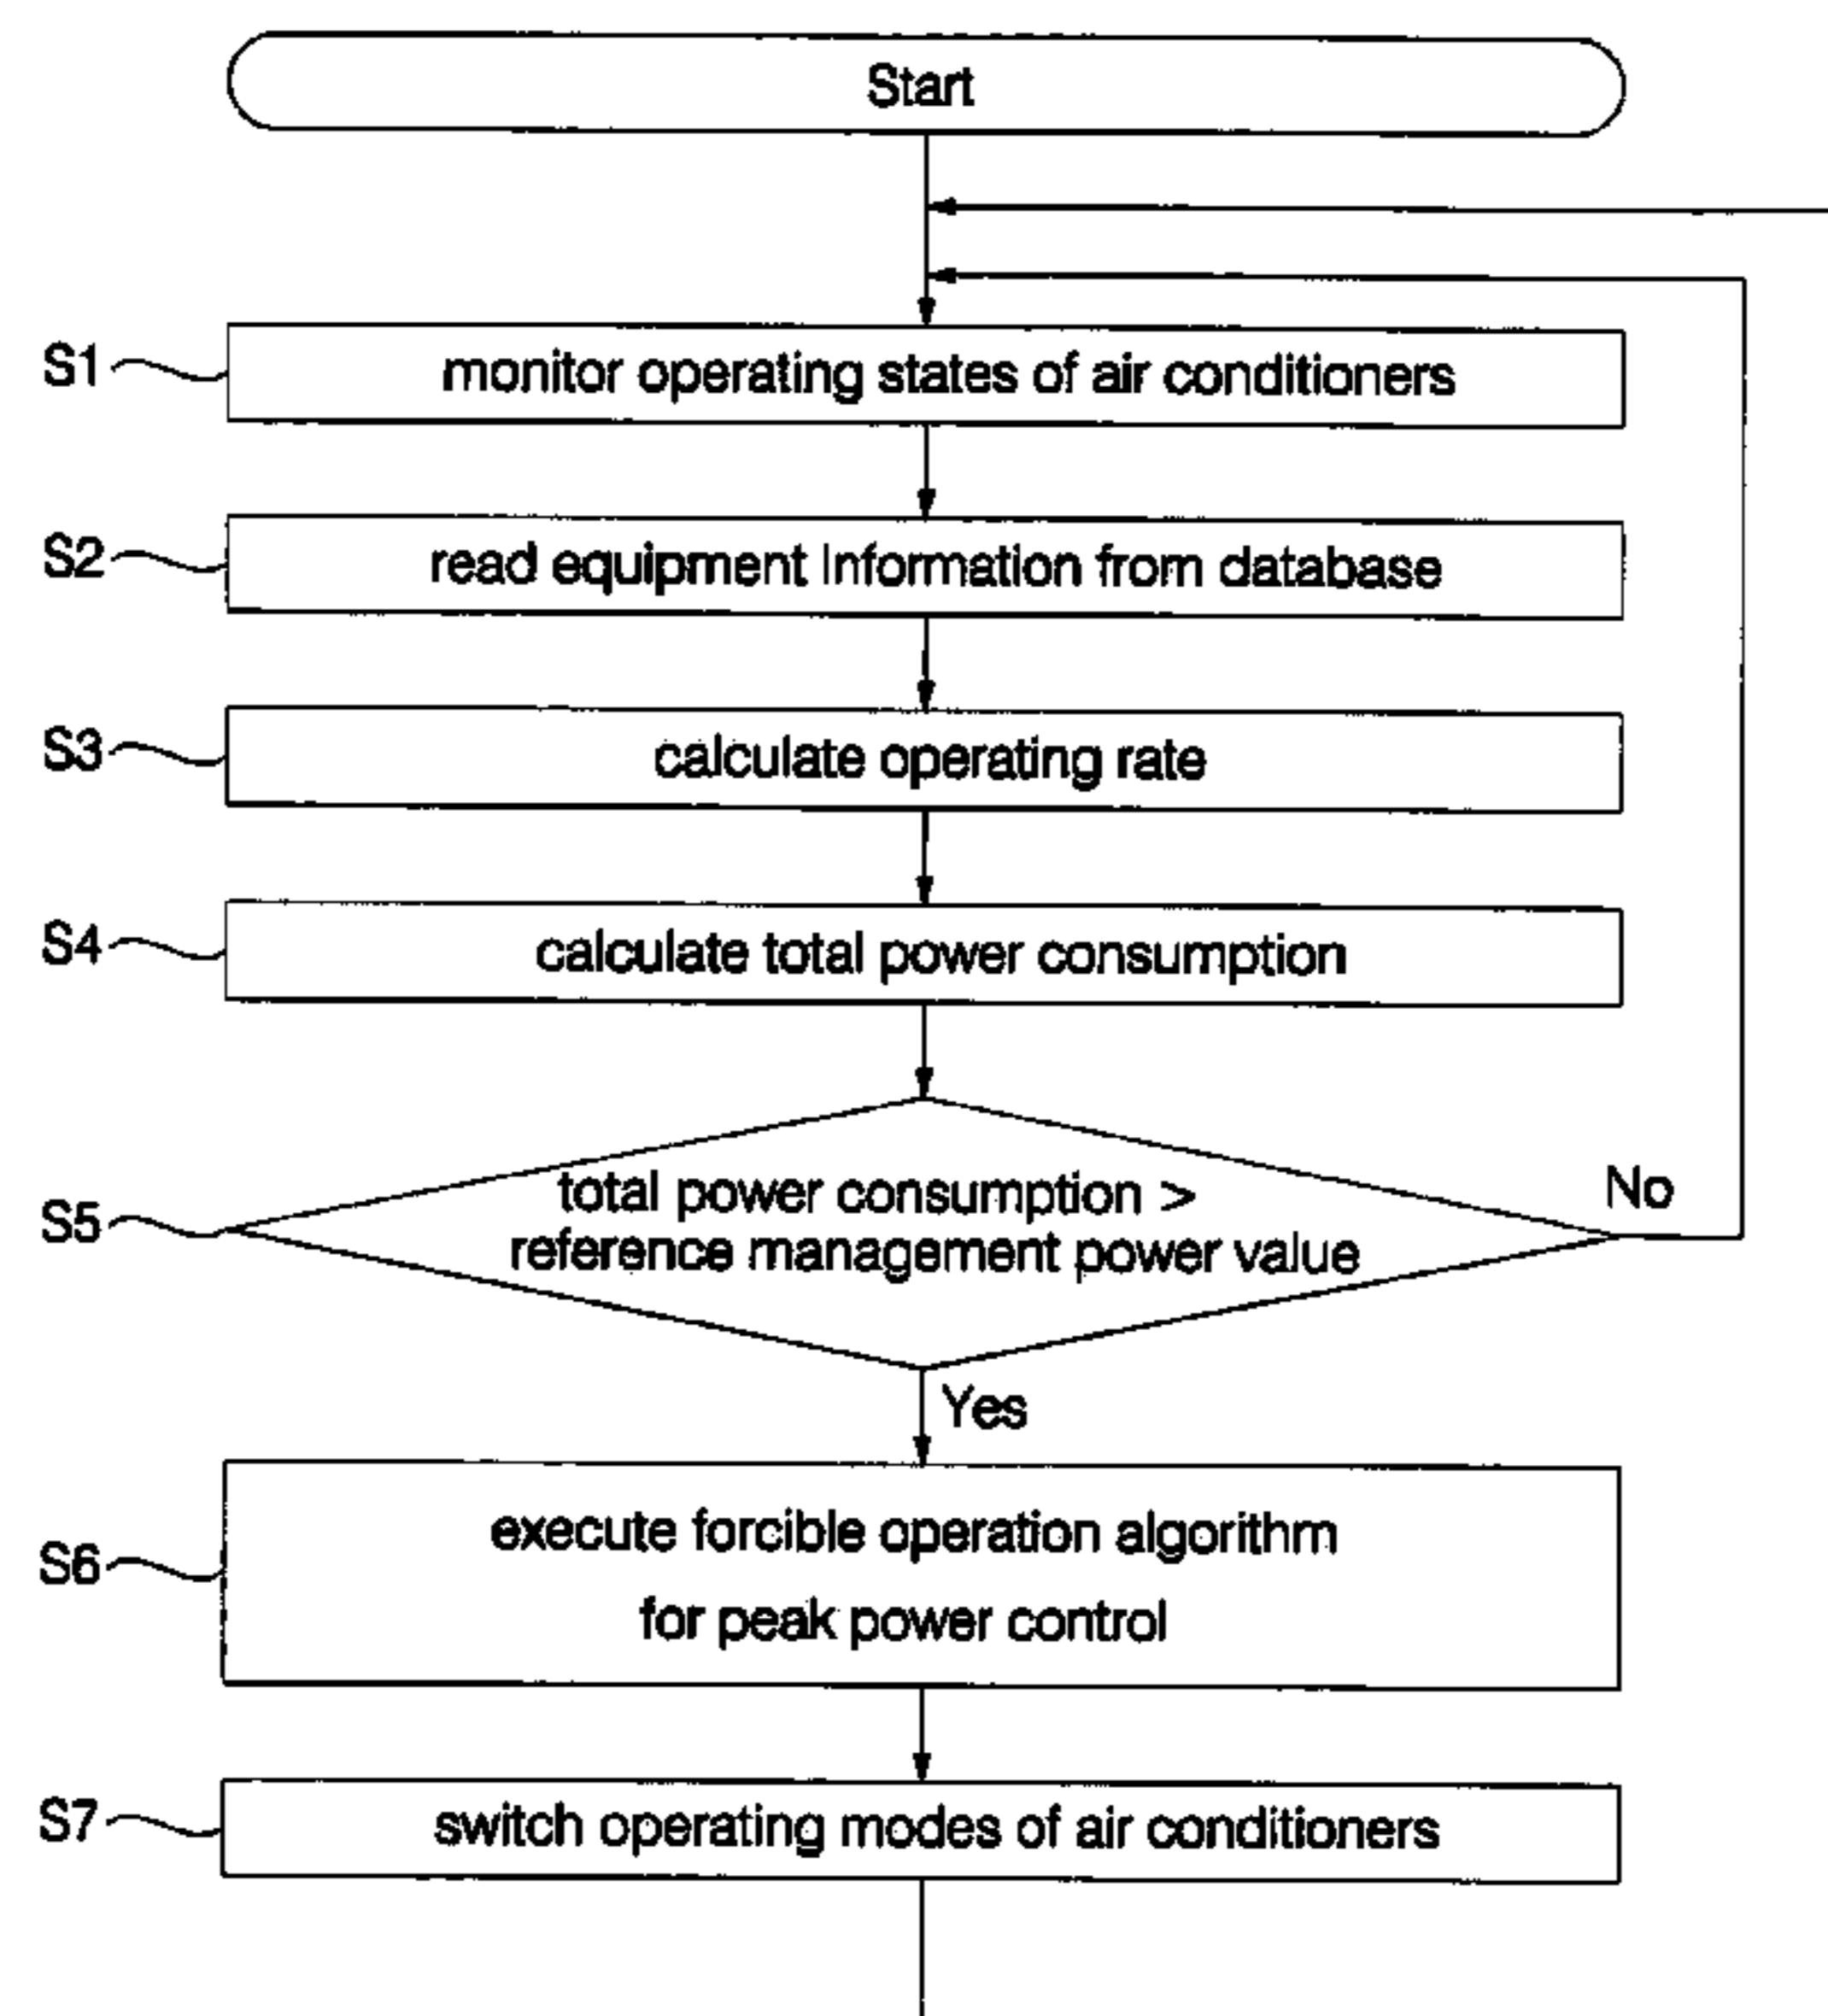 Start
S1 monitor operating states of air conditioners
S2 read equipment Information from database
S3 calculate operating rate
S4 calculate total power consumption
total power consumption >
No
S5 reference management power value
Yes
execute forcible operation algorithm
S6
for peak power control
S7 switch operating modes of air conditioners